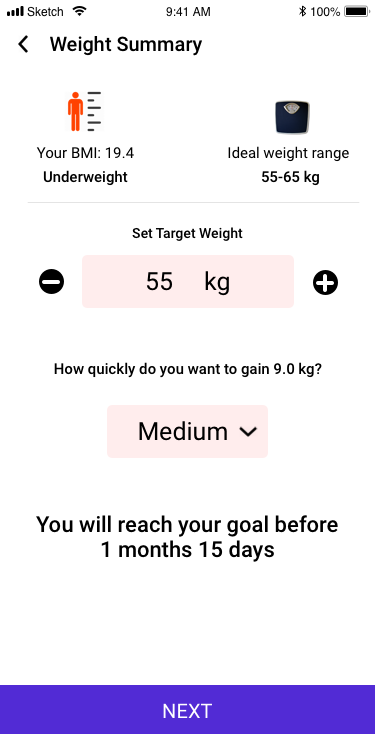 Sketch 9:41 AM 100%
Weight Summary
Your BMI: 19.4
Underweight
Ideal weight range
55-65 kg
Set Target Weight
55 kg
How quickly do you want to gain 9.0 kg?
Medium
You will reach your goal before
1 months 15 days
NEXT